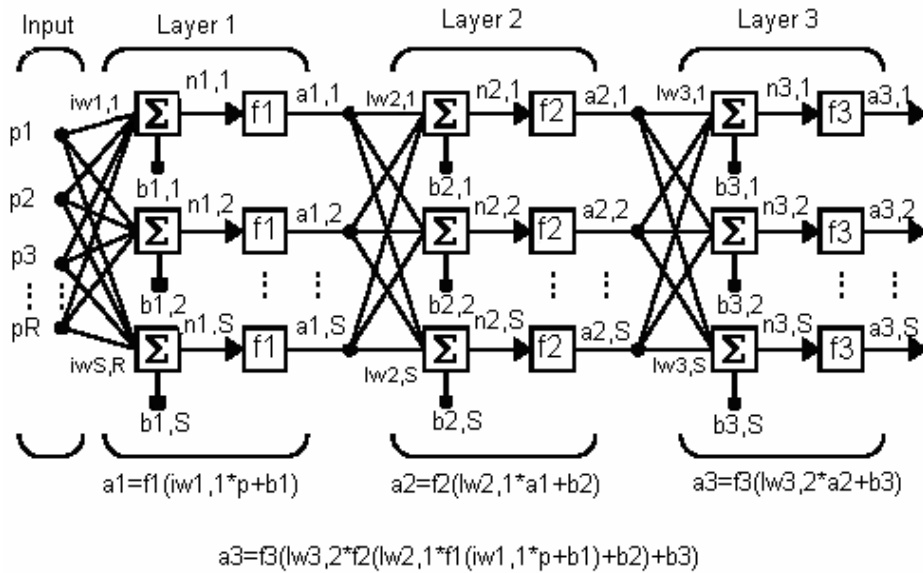 Input Layer 1 Layer 2 Layer 3
iw1,1 n1,1 a1,1 lw2,1 n2,1 a2,1 lw3,1 n3,1 a3,1
p1 Σ f1 Σ f2 Σ f3
b1,1 b2,1 b3,1
p2 n1,2 a1,2 n2,2 a2,2 n3,2 a3,2
Σ f1 Σ f2 Σ f3
p3
b1,2 b2,2 b3,2
pR n1,S a1,S n2,S a2,S n3,S a3,S
Σ f1 Σ f2 Σ f3
iwS,R lw2,S lw3,S
b1,S b2,S b3,S
a1=f1(iw1,1*p+b1) a2=f2(lw2,1*a1+b2) a3=f3(lw3,2*a2+b3)
a3=f3(lw3,2*f2(lw2,1*f1(iw1,1*p+b1)+b2)+b3)